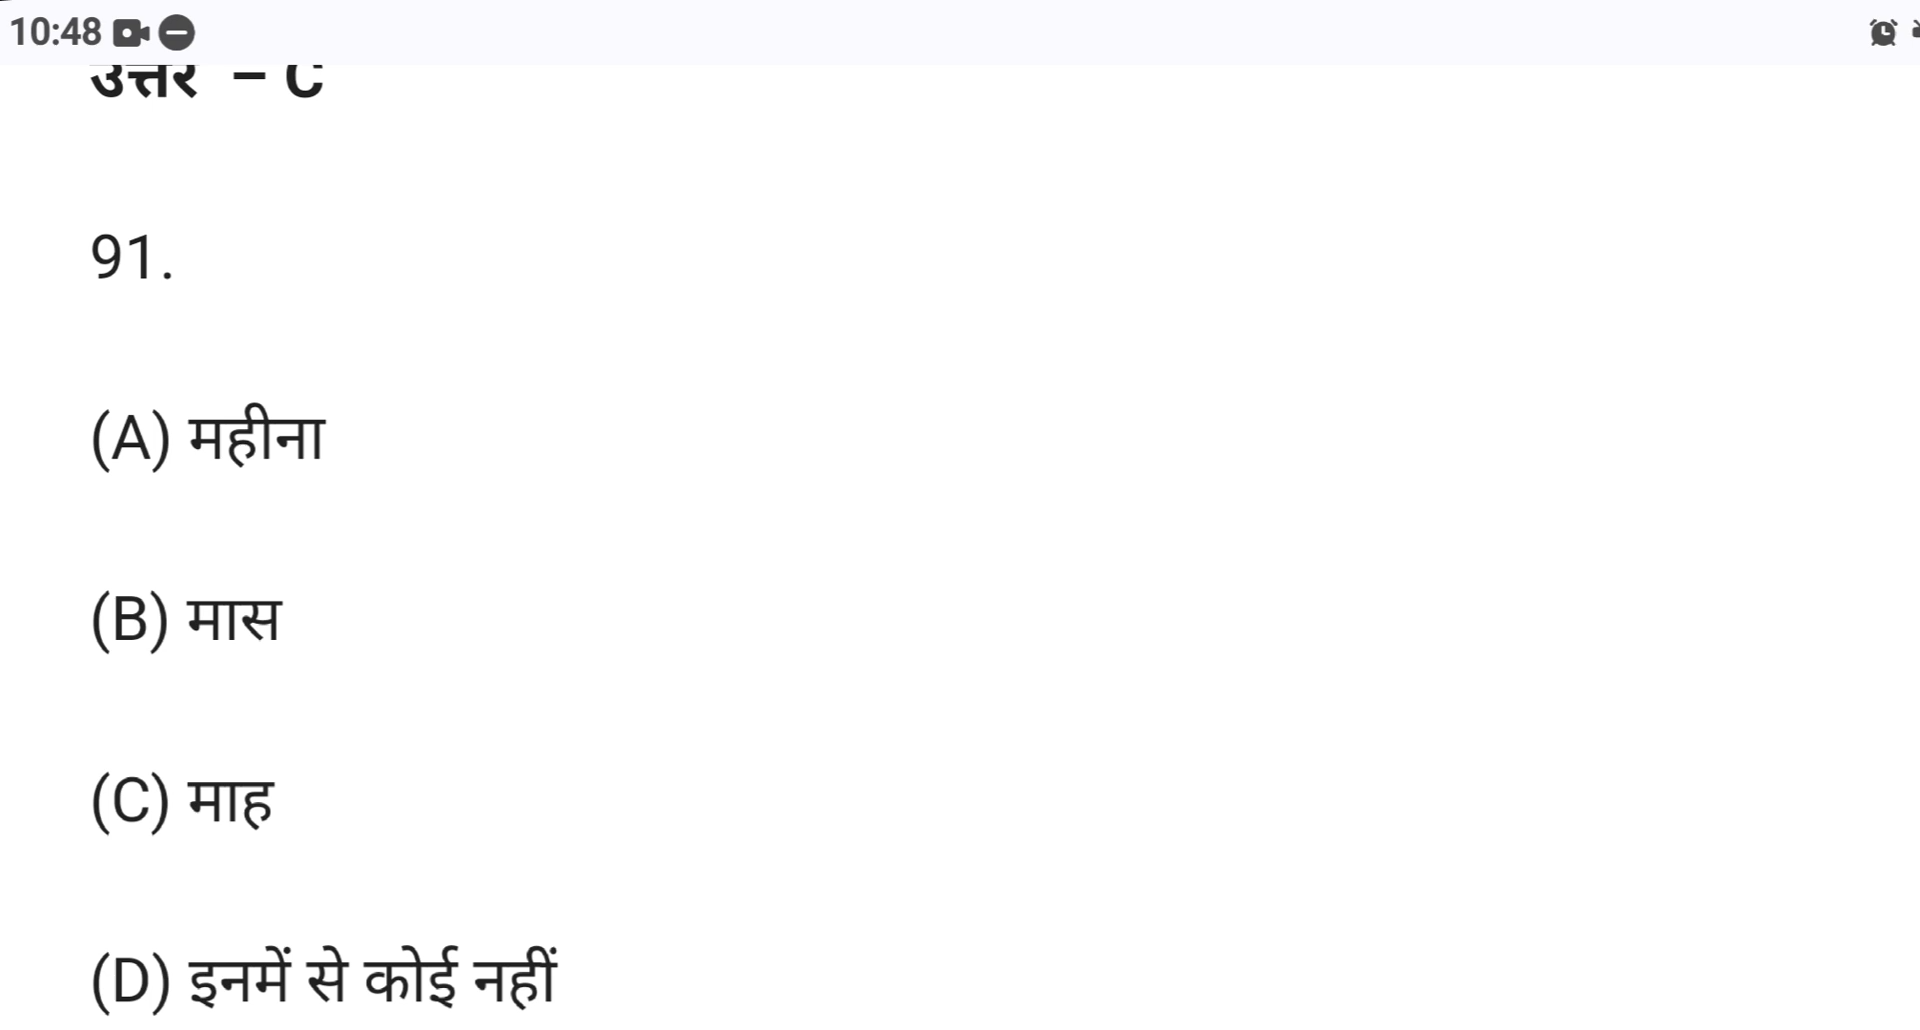 10:48
उत्तर – C
91.
(A) महीना
(B) मास
(C) माह
(D) इनमें से कोई नहीं